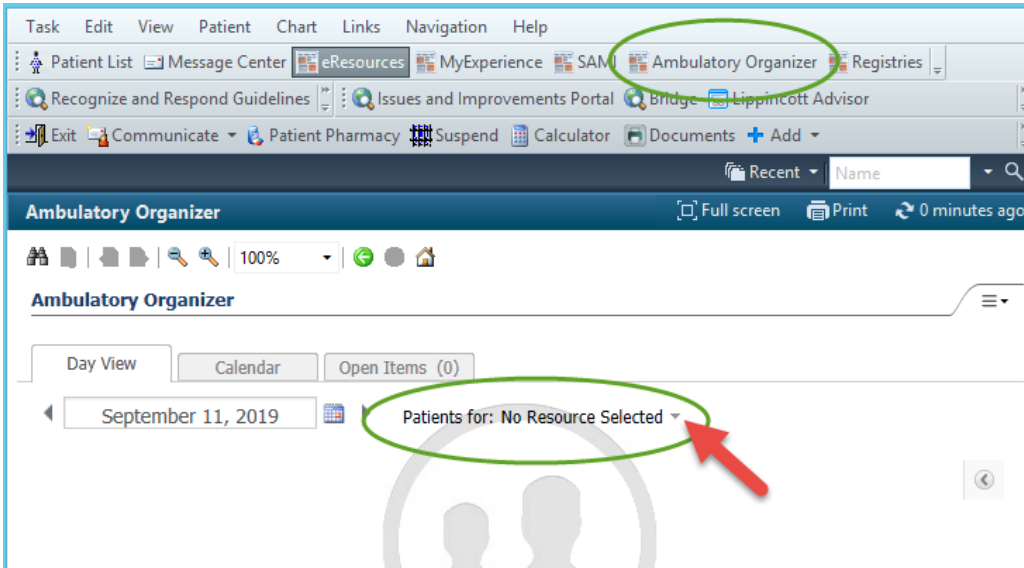 Task Edit View Patient Chart Links Navigation Help
Patient List Message Center eResources MyExperience SAMI Ambulatory Organizer Registries
Recognize and Respond Guidelines Issues and Improvements Portal Bridge Lippincott Advisor
Exit Communicate Patient Pharmacy Suspend Calculator Documents Add
Recent Name
Ambulatory Organizer Full screen Print 0 minutes ago
100%
Ambulatory Organizer
Day View Calendar Open Items (0)
September 11, 2019 Patients for: No Resource Selected